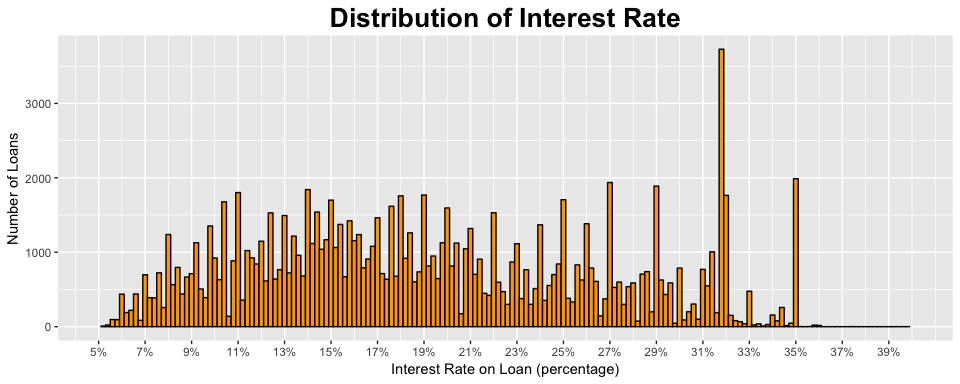 Distribution of Interest Rate
Number of Loans
3000
2000
1000
0
5% 7% 9% 11% 13% 15% 17% 19% 21% 23% 25% 27% 29% 31% 33% 35% 37% 39%
Interest Rate on Loan (percentage)